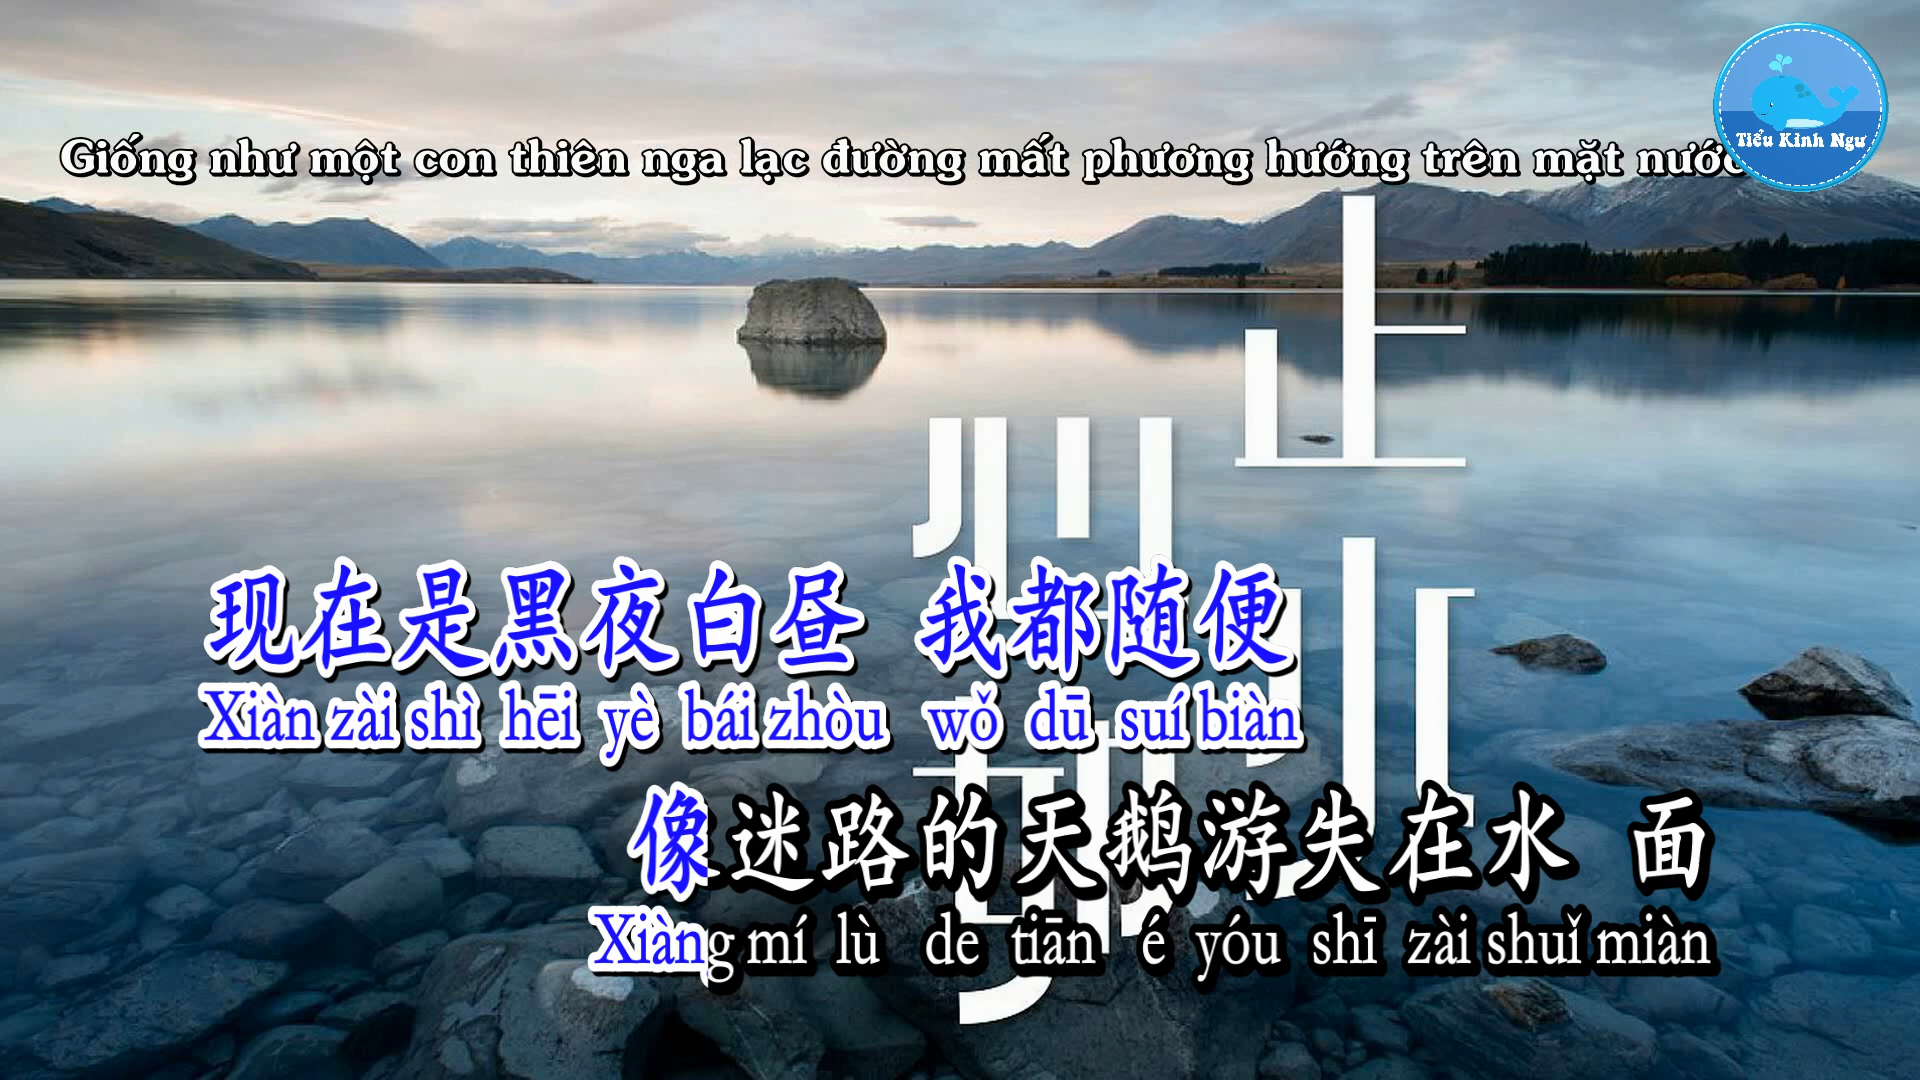 Tiểu Kình Ngư
Giống như một con thiên nga lạc đường mất phương hướng trên mặt nước
止
现在是黑夜白昼 我都随便
Xiàn zài shì hēi yè bái zhòu wǒ dū suí biàn
像迷路的天鹅游失在水 面
Xiàng mí lù de tiān é yóu shī zài shuǐ miàn